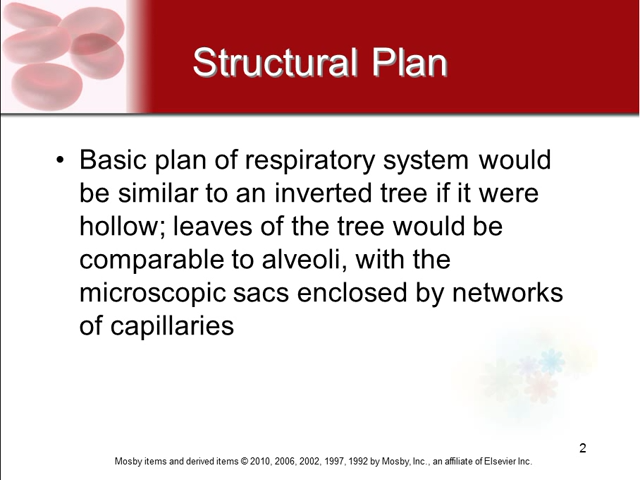 Structural Plan
• Basic plan of respiratory system would
be similar to an inverted tree if it were
hollow; leaves of the tree would be
comparable to alveoli, with the
microscopic sacs enclosed by networks
of capillaries
2
Mosby items and derived items © 2010, 2006, 2002, 1997, 1992 by Mosby, Inc., an affiliate of Elsevier Inc.